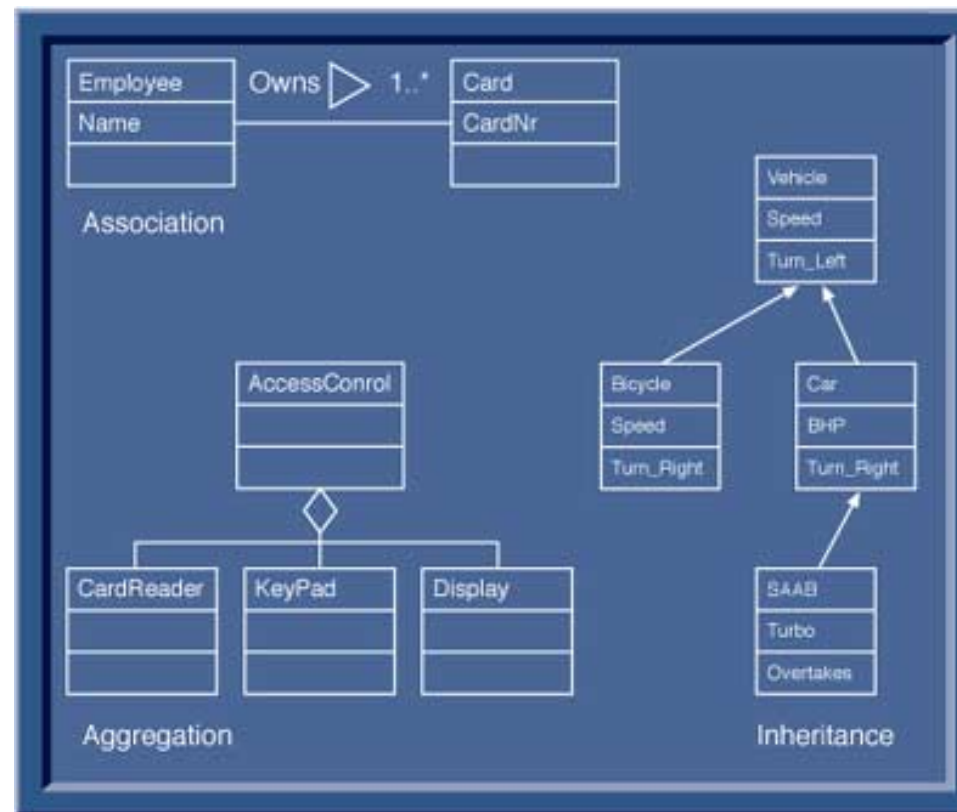 Employee
Name
Owns 1..*
Card
CardNr
Association
Vehicle
Speed
Turn_Left
Bicycle
Speed
Turn_Right
Car
BHP
Turn_Right
SAAB
Turbo
Overtakes
Inheritance
AccessConrol
CardReader
KeyPad
Display
Aggregation